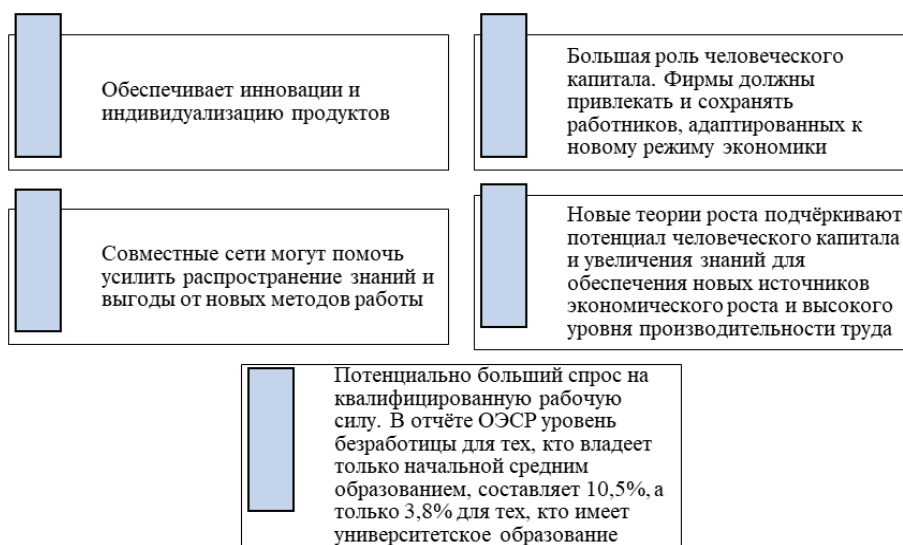 Обеспечивает инновации и
индивидуализацию продуктов
Большая роль человеческого
капитала. Фирмы должны
привлекать и сохранять
работников, адаптированных к
новому режиму экономики
Совместные сети могут помочь
усилить распространение знаний и
выгоды от новых методов работы
Новые теории роста подчёркивают
потенциал человеческого капитала
и увеличения знаний для
обеспечения новых источников
экономического роста и высокого
уровня производительности труда
Потенциально больший спрос на
квалифицированную рабочую
силу. В отчёте ОЭСР уровень
безработицы для тех, кто владеет
только начальной средним
образованием, составляет 10,5%, а
только 3,8% для тех, кто имеет
университетское образование